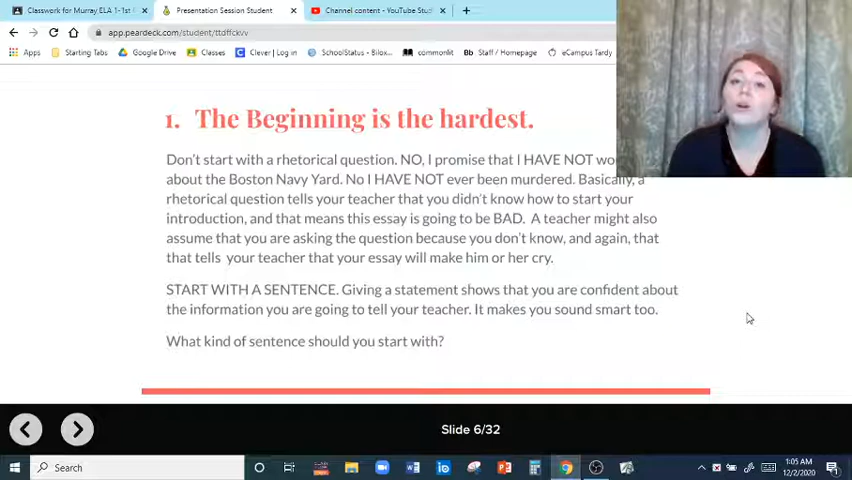 Classwork for Murray ELA 1-1st
Presentation Session Student
Channel content - YouTube Stud
app.peardeck.com/student/ttdffckvv
Apps
Starting Tabs
Google Drive
Classes
Clever | Log in
SchoolStatus - Bilox...
commonlit
Bb Staff / Homepage
eCampus Tardy
1. The Beginning is the hardest.
Don't start with a rhetorical question. NO, I promise that I HAVE NOT
about the Boston Navy Yard. No I HAVE NOT ever been murdered. Basically, a
rhetorical question tells your teacher that you didn't know how to start your
introduction, and that means this essay is going to be BAD. A teacher might also
assume that you are asking the question because you don't know, and again, that
that tells your teacher that your essay will make him or her cry.
START WITH A SENTENCE. Giving a statement shows that you are confident about
the information you are going to tell your teacher. It makes you sound smart too.
What kind of sentence should you start with?
Slide 6/32
Search
1:05 AM
12/2/2020